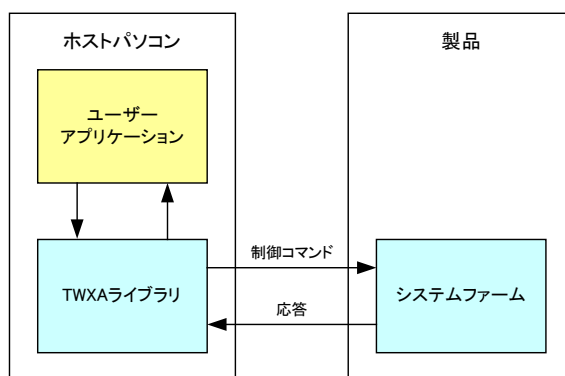 ホストパソコン
製品
ユーザー
アプリケーション
制御コマンド
TWXAライブラリ
システムファーム
応答